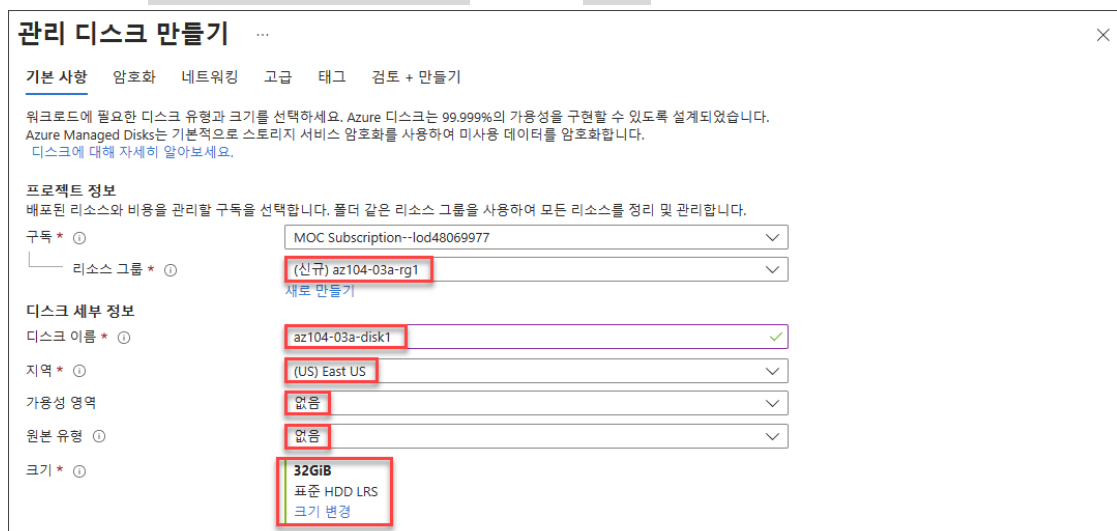 관리 디스크 만들기 ...
기본 사항 암호화 네트워킹 고급 태그 검토 + 만들기
워크로드에 필요한 디스크 유형과 크기를 선택하세요. Azure 디스크는 99.999%의 가용성을 구현할 수 있도록 설계되었습니다.
Azure Managed Disks는 기본적으로 스토리지 서비스 암호화를 사용하여 미사용 데이터를 암호화합니다.
디스크에 대해 자세히 알아보세요.
프로젝트 정보
배포된 리소스와 비용을 관리할 구독을 선택합니다. 폴더 같은 리소스 그룹을 사용하여 모든 리소스를 정리 및 관리합니다.
구독 * MOC Subscription--lod48069977
리소스 그룹 * (신규) az104-03a-rg1
새로 만들기
디스크 세부 정보
디스크 이름 * az104-03a-disk1
지역 * (US) East US
가용성 영역 없음
원본 유형 없음
크기 * 32GiB
표준 HDD LRS
크기 변경